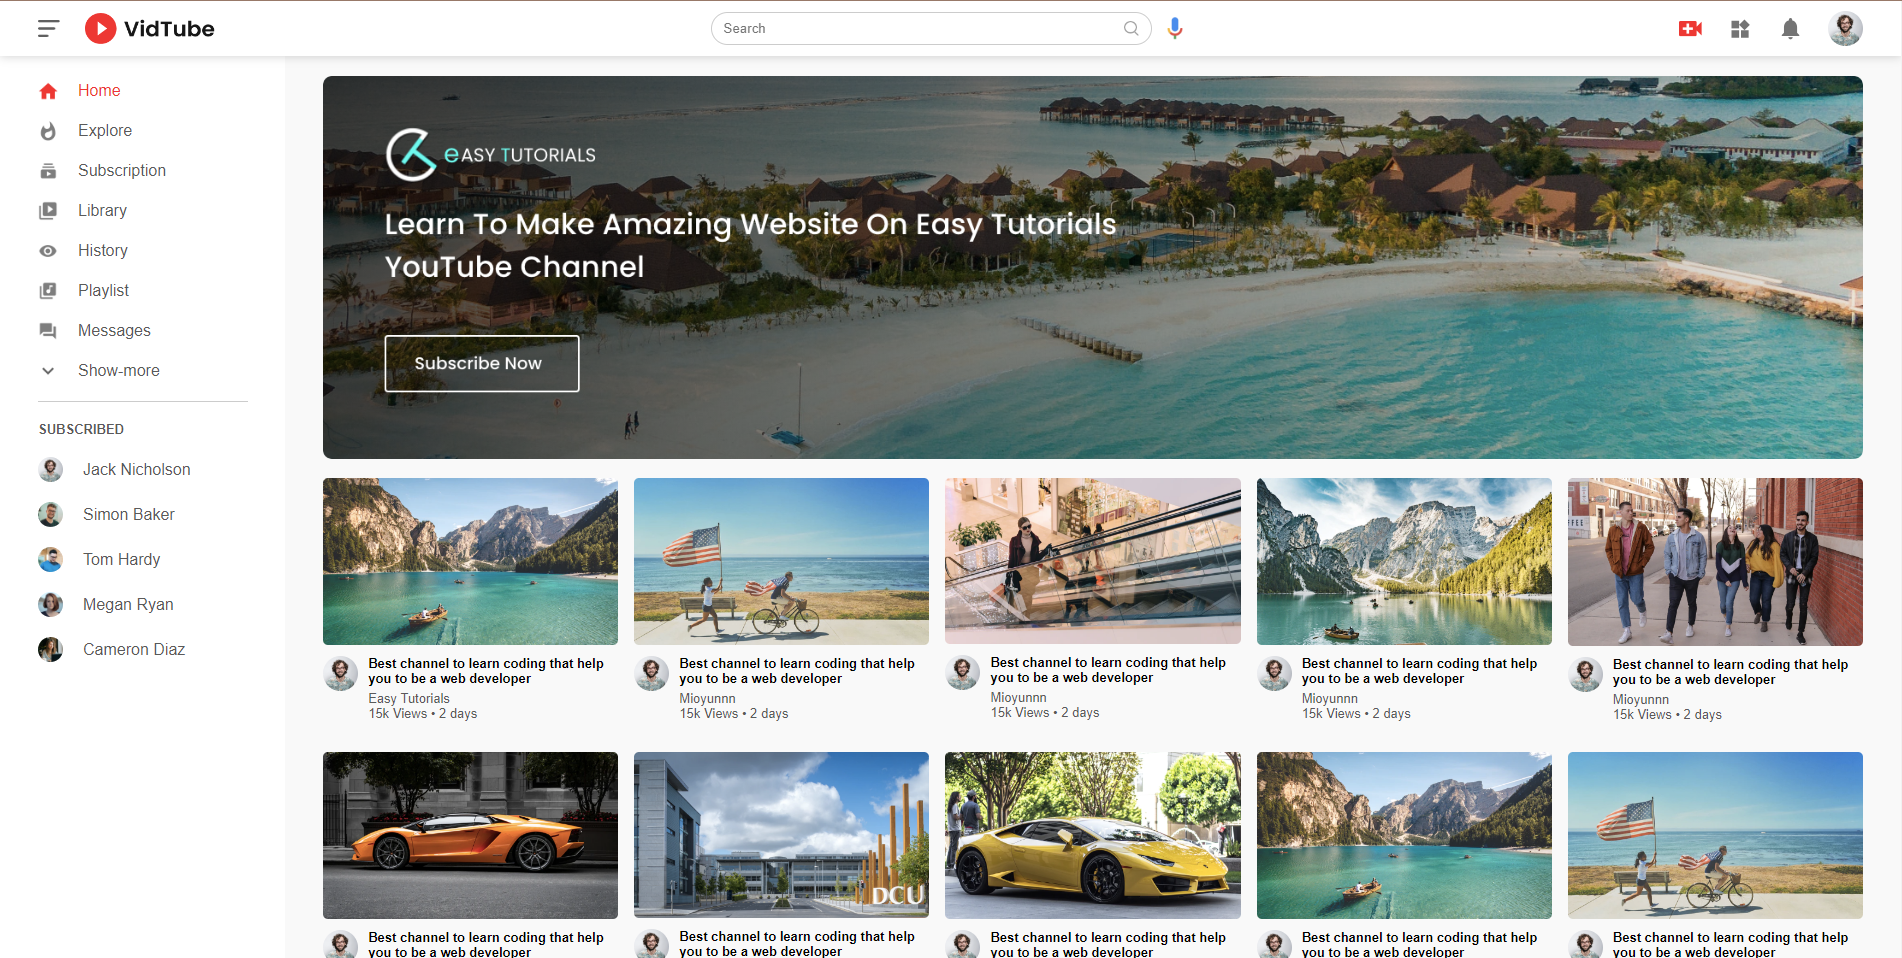 VidTube
Search
Home
Explore
Subscription
Library
History
Playlist
Messages
Show-more
SUBSCRIBED
Jack Nicholson
Simon Baker
Tom Hardy
Megan Ryan
Cameron Diaz
eASY TUTORIALS
Learn To Make Amazing Website On Easy Tutorials
YouTube Channel
Subscribe Now
Best channel to learn coding that help
you to be a web developer
Easy Tutorials
15k Views • 2 days
Best channel to learn coding that help
you to be a web developer
Mioyunnn
15k Views • 2 days
Best channel to learn coding that help
you to be a web developer
Mioyunnn
15k Views • 2 days
Best channel to learn coding that help
you to be a web developer
Mioyunnn
15k Views • 2 days
FFEE
Best channel to learn coding that help
you to be a web developer
Mioyunnn
15k Views • 2 days
Best channel to learn coding that help
you to be a web developer
DCU
Best channel to learn coding that help
you to be a web developer
Best channel to learn coding that help
you to be a web developer
Best channel to learn coding that help
you to be a web developer
Best channel to learn coding that help
you to be a web developer